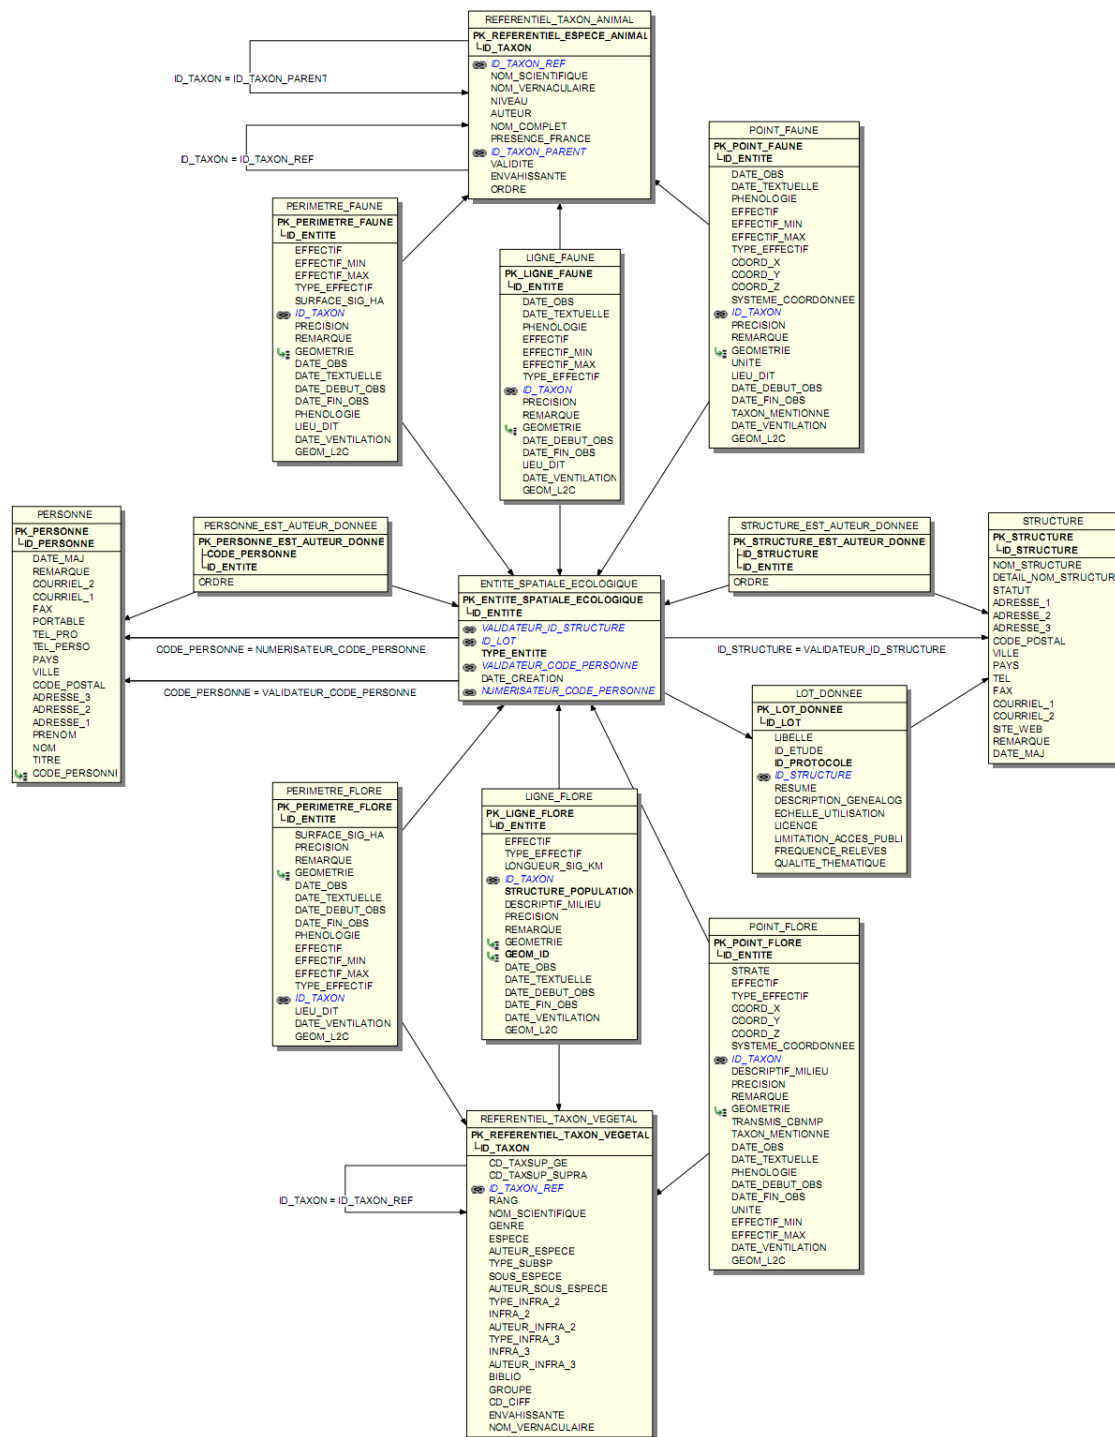 REFERENTIEL_TAXON_ANIMAL
PK_REFERENTIEL_ESPECE_ANIMAL
ID_TAXON
ID_TAXON_REF
NOM_SCIENTIFIQUE
NOM_VERNACULAIRE
NIVEAU
AUTEUR
NOM_COMPLET
PRESENCE_FRANCE
ID_TAXON_PARENT
VALIDITE
ENVAHISSANTE
ORDRE
ID_TAXON = ID_TAXON_PARENT
ID_TAXON = ID_TAXON_REF
POINT_FAUNE
PK_POINT_FAUNE
ID_ENTITE
DATE_OBS
DATE_TEXTUELLE
PHENOLOGIE
EFFECTIF
EFFECTIF_MIN
EFFECTIF_MAX
TYPE_EFFECTIF
COORD_X
COORD_Y
COORD_Z
SYSTEME_COORDONNEE
ID_TAXON
PRECISION
REMARQUE
GEOMETRIE
UNITE
LIEU_DIT
DATE_DEBUT_OBS
DATE_FIN_OBS
TAXON_MENTIONNE
DATE_VENTILATION
GEOM_L2C
PERIMETRE_FAUNE
PK_PERIMETRE_FAUNE
ID_ENTITE
EFFECTIF
EFFECTIF_MIN
EFFECTIF_MAX
TYPE_EFFECTIF
SURFACE_SIG_HA
ID_TAXON
PRECISION
REMARQUE
GEOMETRIE
DATE_OBS
DATE_TEXTUELLE
DATE_DEBUT_OBS
DATE_FIN_OBS
PHENOLOGIE
LIEU_DIT
DATE_VENTILATION
GEOM_L2C
LIGNE_FAUNE
PK_LIGNE_FAUNE
ID_ENTITE
DATE_OBS
DATE_TEXTUELLE
PHENOLOGIE
EFFECTIF
EFFECTIF_MIN
EFFECTIF_MAX
TYPE_EFFECTIF
ID_TAXON
PRECISION
REMARQUE
GEOMETRIE
DATE_DEBUT_OBS
DATE_FIN_OBS
LIEU_DIT
DATE_VENTILATION
GEOM_L2C
PERSONNE
PK_PERSONNE
ID_PERSONNE
DATE_MAJ
REMARQUE
COURRIEL_2
COURRIEL_1
FAX
PORTABLE
TEL_PRO
TEL_PERSO
PAYS
VILLE
CODE_POSTAL
ADRESSE_3
ADRESSE_2
ADRESSE_1
PRENOM
NOM
TITRE
CODE_PERSONNI
PERSONNE_EST_AUTEUR_DONNEE
PK_PERSONNE_EST_AUTEUR_DONNE
CODE_PERSONNE
ID_ENTITE
ORDRE
STRUCTURE_EST_AUTEUR_DONNEE
PK_STRUCTURE_EST_AUTEUR_DONNE
ID_STRUCTURE
ID_ENTITE
ORDRE
STRUCTURE
PK_STRUCTURE
ID_STRUCTURE
NOM_STRUCTURE
DETAIL_NOM_STRUCTURE
STATUT
ADRESSE_1
ADRESSE_2
ADRESSE_3
CODE_POSTAL
VILLE
PAYS
TEL
FAX
COURRIEL_1
COURRIEL_2
SITE_WEB
REMARQUE
DATE_MAJ
ENTITE_SPATIALE_ECOLOGIQUE
PK_ENTITE_SPATIALE_ECOLOGIQUE
ID_ENTITE
VALIDATEUR_ID_STRUCTURE
ID_LOT
TYPE_ENTITE
VALIDATEUR_CODE_PERSONNE
DATE_CREATION
NUMERISATEUR_CODE_PERSONNE
CODE_PERSONNE = NUMERISATEUR_CODE_PERSONNE
CODE_PERSONNE = VALIDATEUR_CODE_PERSONNE
ID_STRUCTURE = VALIDATEUR_ID_STRUCTURE
LOT_DONNEE
PK_LOT_DONNEE
ID_LOT
LIBELLE
ID_ETUDE
ID_PROTOCOLE
ID_STRUCTURE
RESUME
DESCRIPTION_GENEALOG
ECHELLE_UTILISATION
LICENCE
LIMITATION_ACCES_PUBLI
FREQUENCE_RELEVES
QUALITE_THEMATIQUE
PERIMETRE_FLORE
PK_PERIMETRE_FLORE
ID_ENTITE
SURFACE_SIG_HA
PRECISION
REMARQUE
GEOMETRIE
DATE_OBS
DATE_TEXTUELLE
DATE_DEBUT_OBS
DATE_FIN_OBS
PHENOLOGIE
EFFECTIF
EFFECTIF_MIN
EFFECTIF_MAX
TYPE_EFFECTIF
ID_TAXON
LIEU_DIT
DATE_VENTILATION
GEOM_L2C
LIGNE_FLORE
PK_LIGNE_FLORE
ID_ENTITE
EFFECTIF
TYPE_EFFECTIF
LONGUEUR_SIG_KM
ID_TAXON
STRUCTURE_POPULATION
DESCRIPTIF_MILIEU
PRECISION
REMARQUE
GEOMETRIE
GEOM_ID
DATE_OBS
DATE_TEXTUELLE
DATE_DEBUT_OBS
DATE_FIN_OBS
DATE_VENTILATION
GEOM_L2C
POINT_FLORE
PK_POINT_FLORE
ID_ENTITE
STRATE
EFFECTIF
TYPE_EFFECTIF
COORD_X
COORD_Y
COORD_Z
SYSTEME_COORDONNEE
ID_TAXON
DESCRIPTIF_MILIEU
PRECISION
REMARQUE
GEOMETRIE
TRANSMIS_CBNMP
TAXON_MENTIONNE
DATE_OBS
DATE_TEXTUELLE
PHENOLOGIE
DATE_DEBUT_OBS
DATE_FIN_OBS
UNITE
EFFECTIF_MIN
EFFECTIF_MAX
DATE_VENTILATION
GEOM_L2C
REFERENTIEL_TAXON_VEGETAL
PK_REFERENTIEL_TAXON_VEGETAL
ID_TAXON
CD_TAXSUP_GE
CD_TAXSUP_SUPRA
ID_TAXON_REF
RANG
NOM_SCIENTIFIQUE
GENRE
ESPECE
AUTEUR_ESPECE
TYPE_SUBSP
SOUS_ESPECE
AUTEUR_SOUS_ESPECE
TYPE_INFRA_2
INFRA_2
AUTEUR_INFRA_2
TYPE_INFRA_3
INFRA_3
AUTEUR_INFRA_3
BIBLIO
GROUPE
CD_CIFF
ENVAHISSANTE
NOM_VERNACULAIRE
ID_TAXON = ID_TAXON_REF